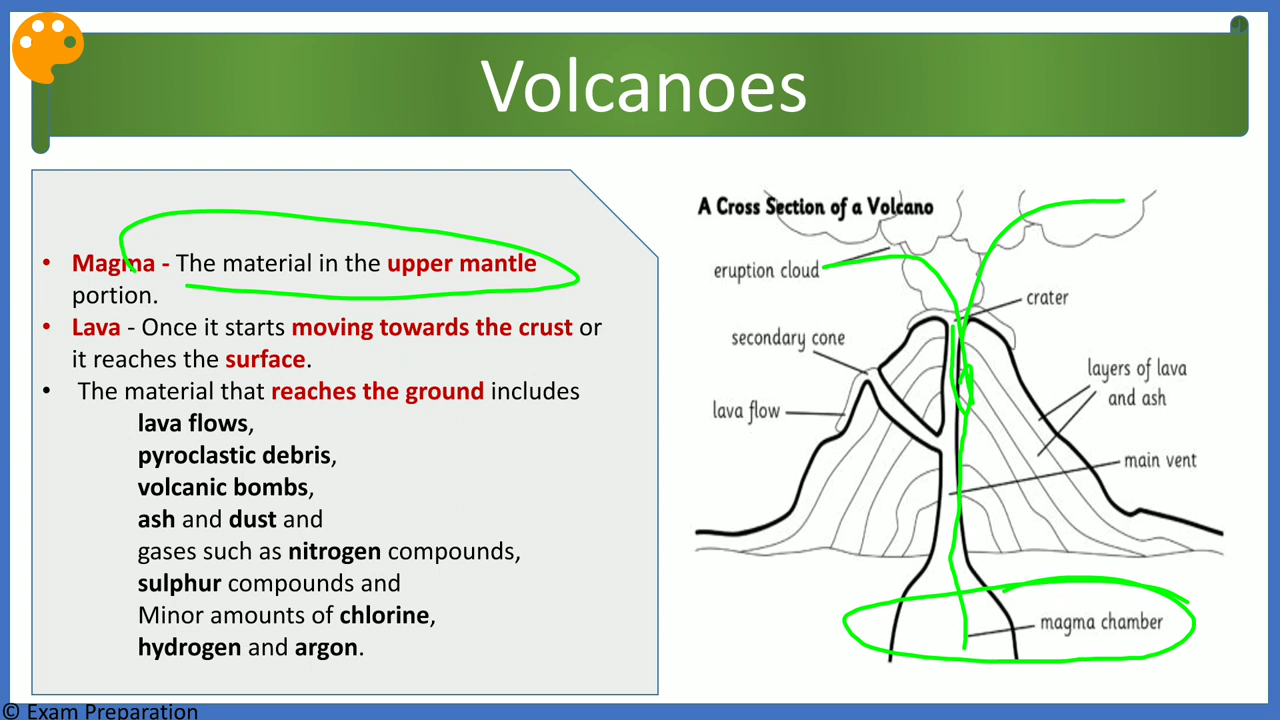 Volcanoes
• Magma - The material in the upper mantle
portion.
• Lava - Once it starts moving towards the crust or
it reaches the surface.
• The material that reaches the ground includes
lava flows,
pyroclastic debris,
volcanic bombs,
ash and dust and
gases such as nitrogen compounds,
sulphur compounds and
Minor amounts of chlorine,
hydrogen and argon.
A Cross Section of a Volcano
eruption cloud
crater
secondary cone
layers of lava
and ash
lava flow
main vent
magma chamber
© Exam Preparation